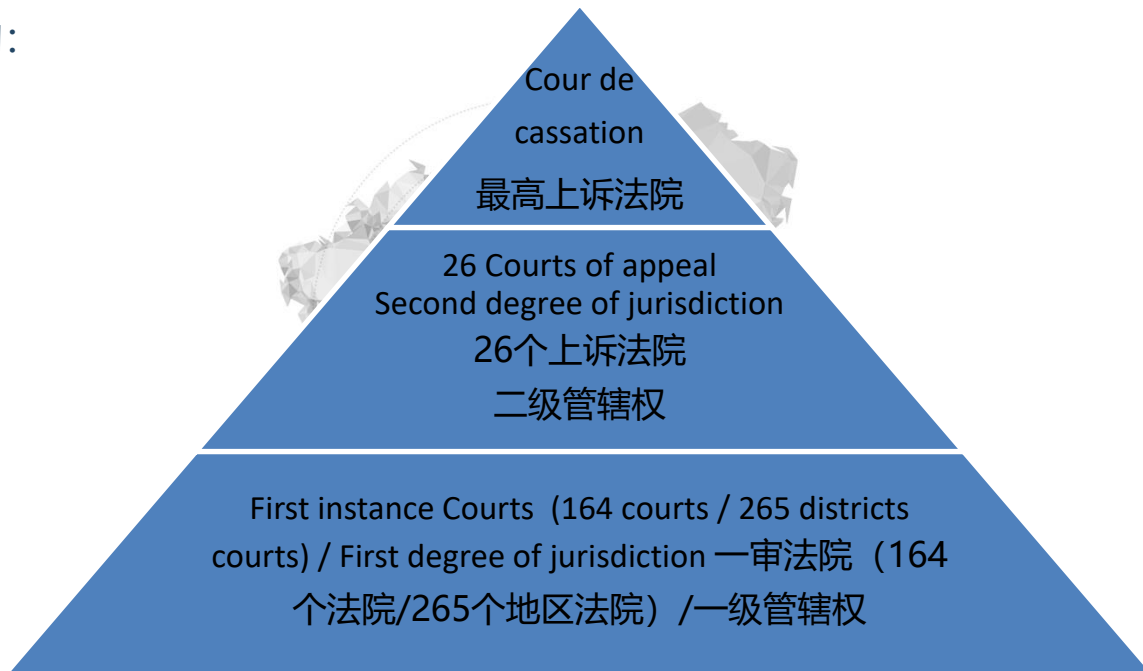 :
Cour de
cassation
最高上诉法院
26 Courts of appeal
Second degree of jurisdiction
26个上诉法院
二级管辖权
First instance Courts (164 courts / 265 districts
courts) / First degree of jurisdiction 一审法院（164
个法院/265个地区法院）/一级管辖权